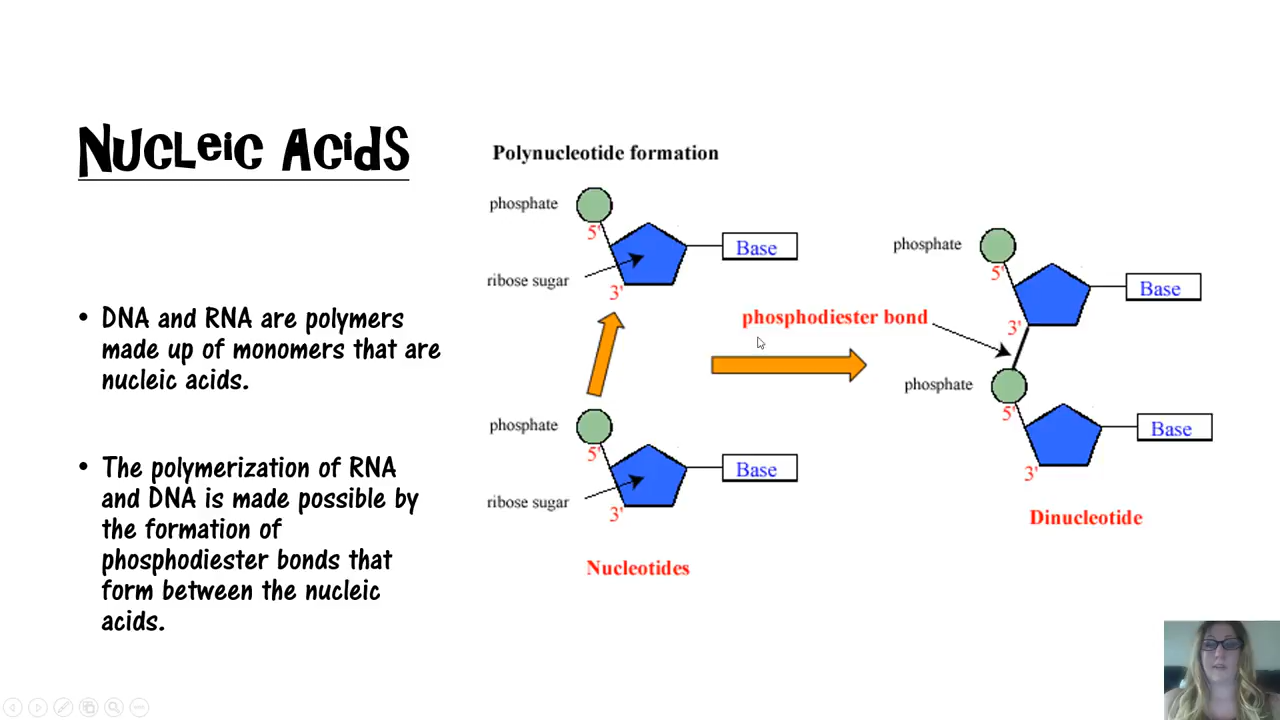 Nucleic Acids
• DNA and RNA are polymers
made up of monomers that are
nucleic acids.
• The polymerization of RNA
and DNA is made possible by
the formation of
phosphodiester bonds that
form between the nucleic
acids.
Polynucleotide formation
phosphate
5'
Base
ribose sugar
3'
phosphate
5'
Base
ribose sugar
3'
Nucleotides
phosphodiester bond
phosphate
5'
Base
3'
phosphate
5'
Base
3'
Dinucleotide